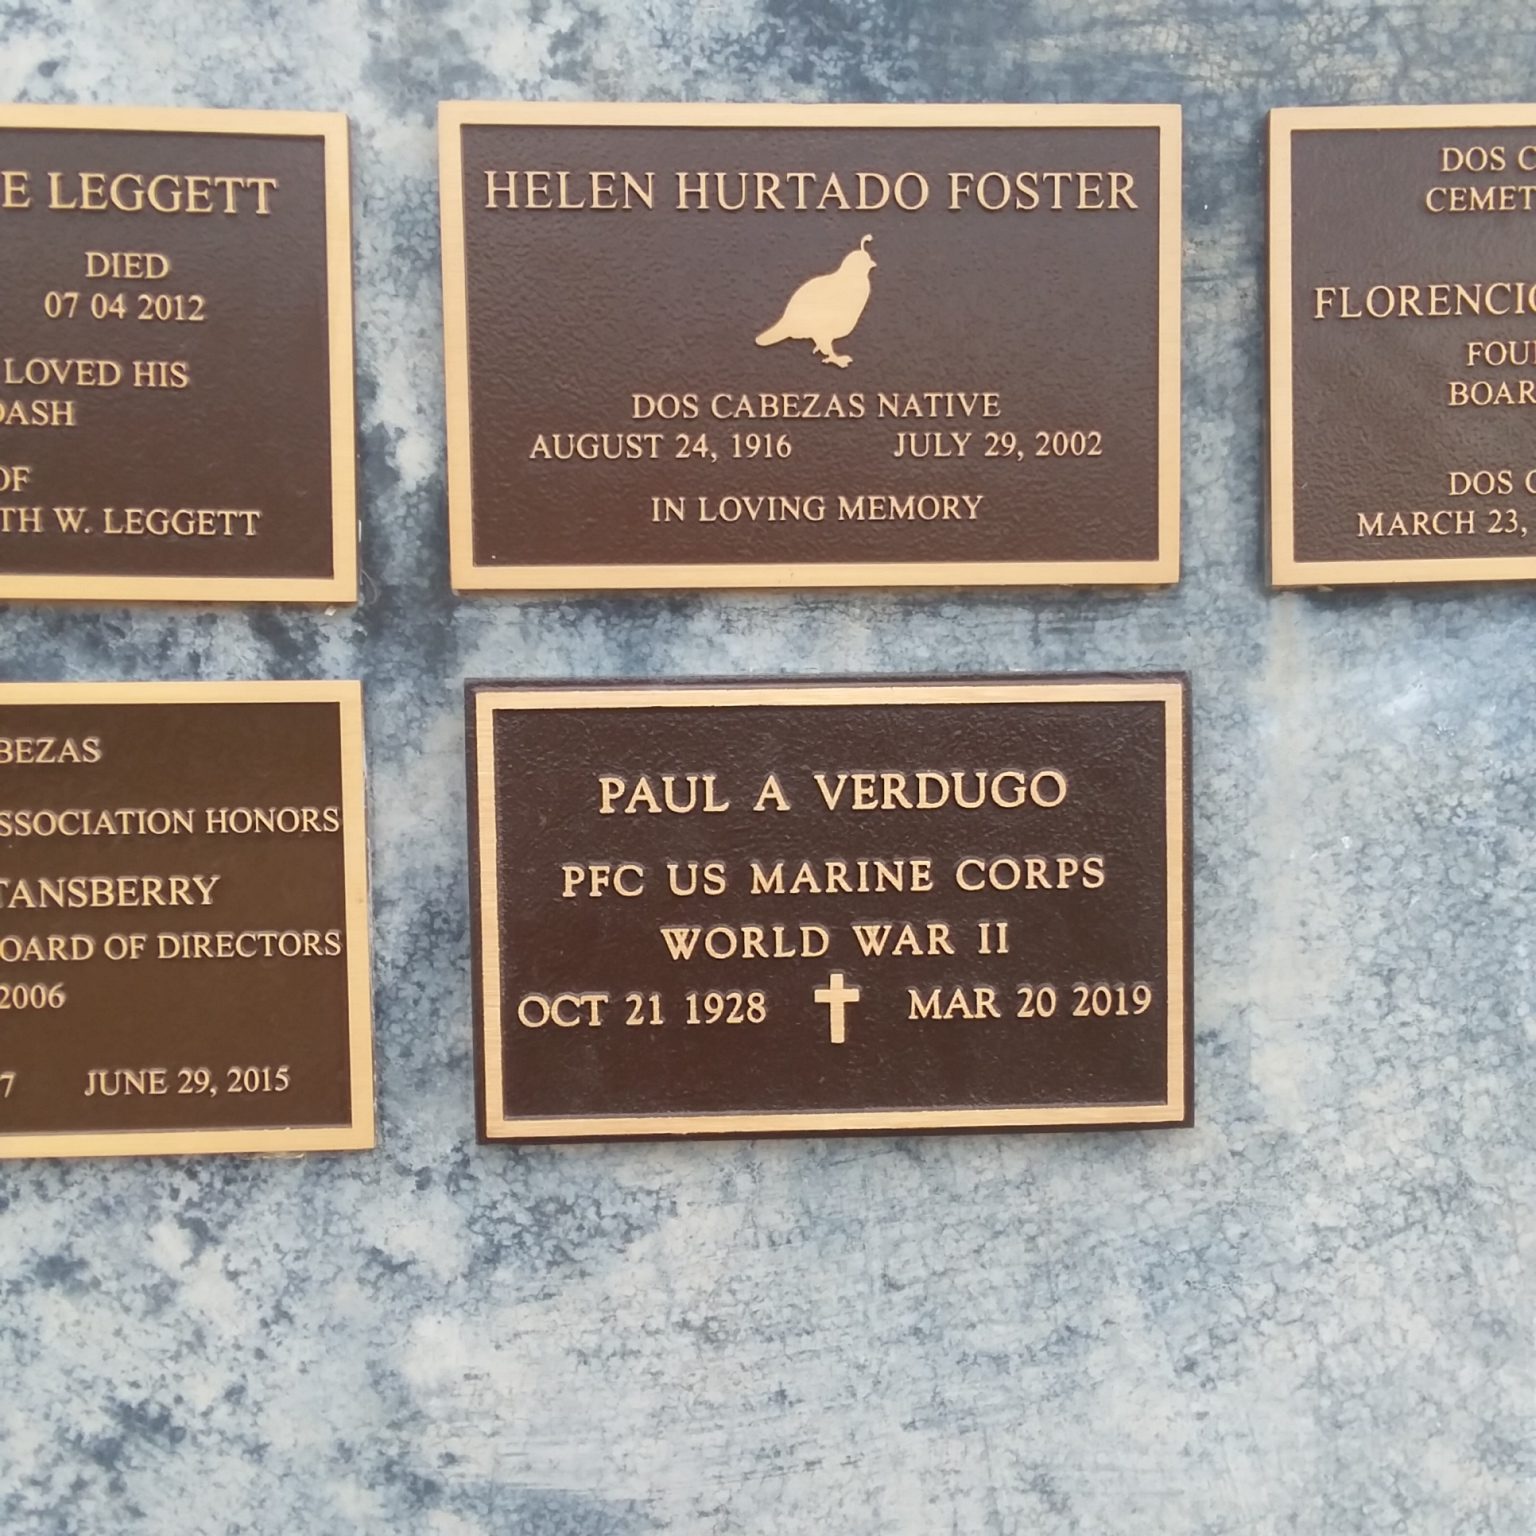 E LEGGETT
DIED
07 04 2012
LOVED HIS
DASH
OF
TH W. LEGGETT
HELEN HURTADO FOSTER
DOS CABEZAS NATIVE
AUGUST 24, 1916 JULY 29, 2002
IN LOVING MEMORY
DOS C
CEMET
FLORENCIO
FOU
BOAR
DOS C
MARCH 23,
BEZAS
SSOCIATION HONORS
TANSBERRY
OARD OF DIRECTORS
2006
7 JUNE 29, 2015
PAUL A VERDUGO
PFC US MARINE CORPS
WORLD WAR II
OCT 21 1928 MAR 20 2019